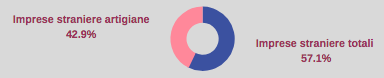 Imprese straniere artigiane
42.9%
Imprese straniere totali
57.1%